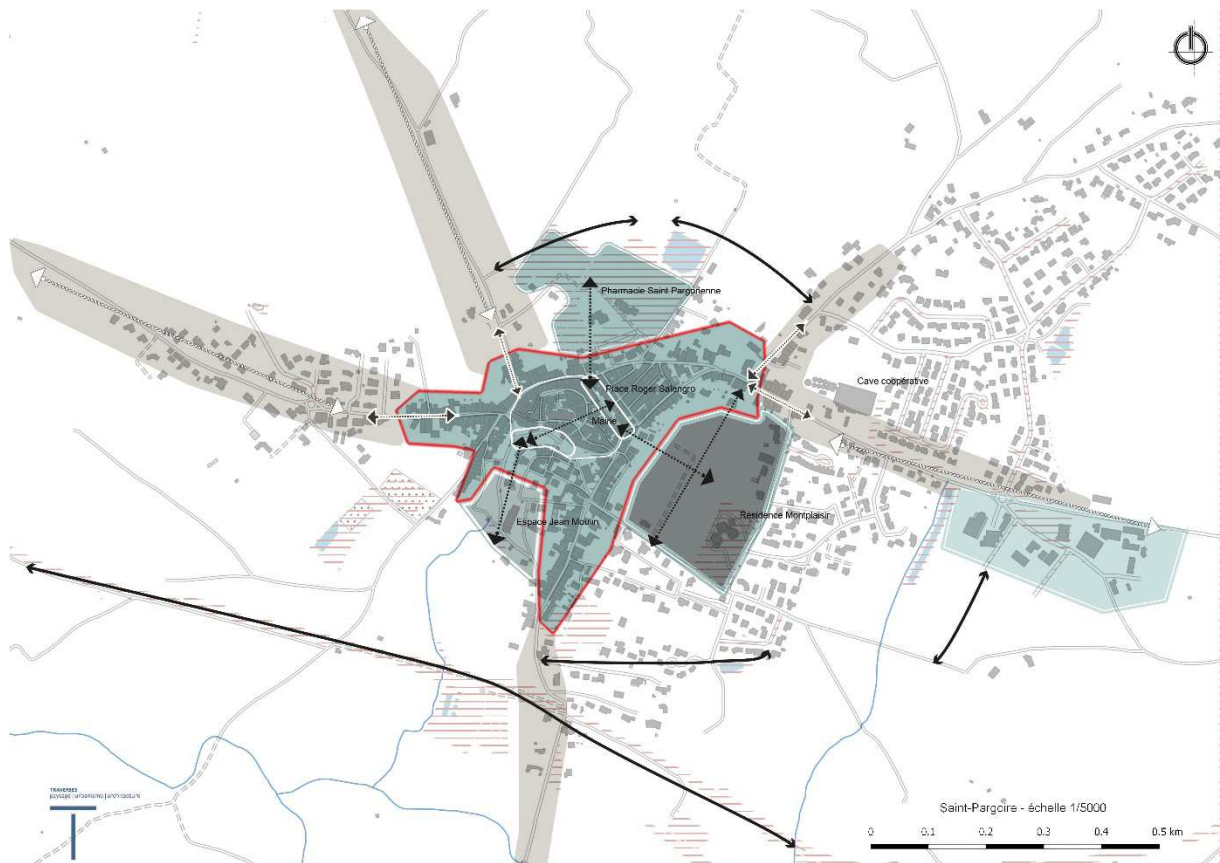 Pharmacie Saint Pargorienne
Place Roger Salengro
Mairie
Cave coopérative
Espace Jean Moulin
Résidence Montplaisir
TRAVERSES
paysage | urbanisme | architecture
Saint-Pargoire - échelle 1/5000
0 0.1 0.2 0.3 0.4 0.5 km